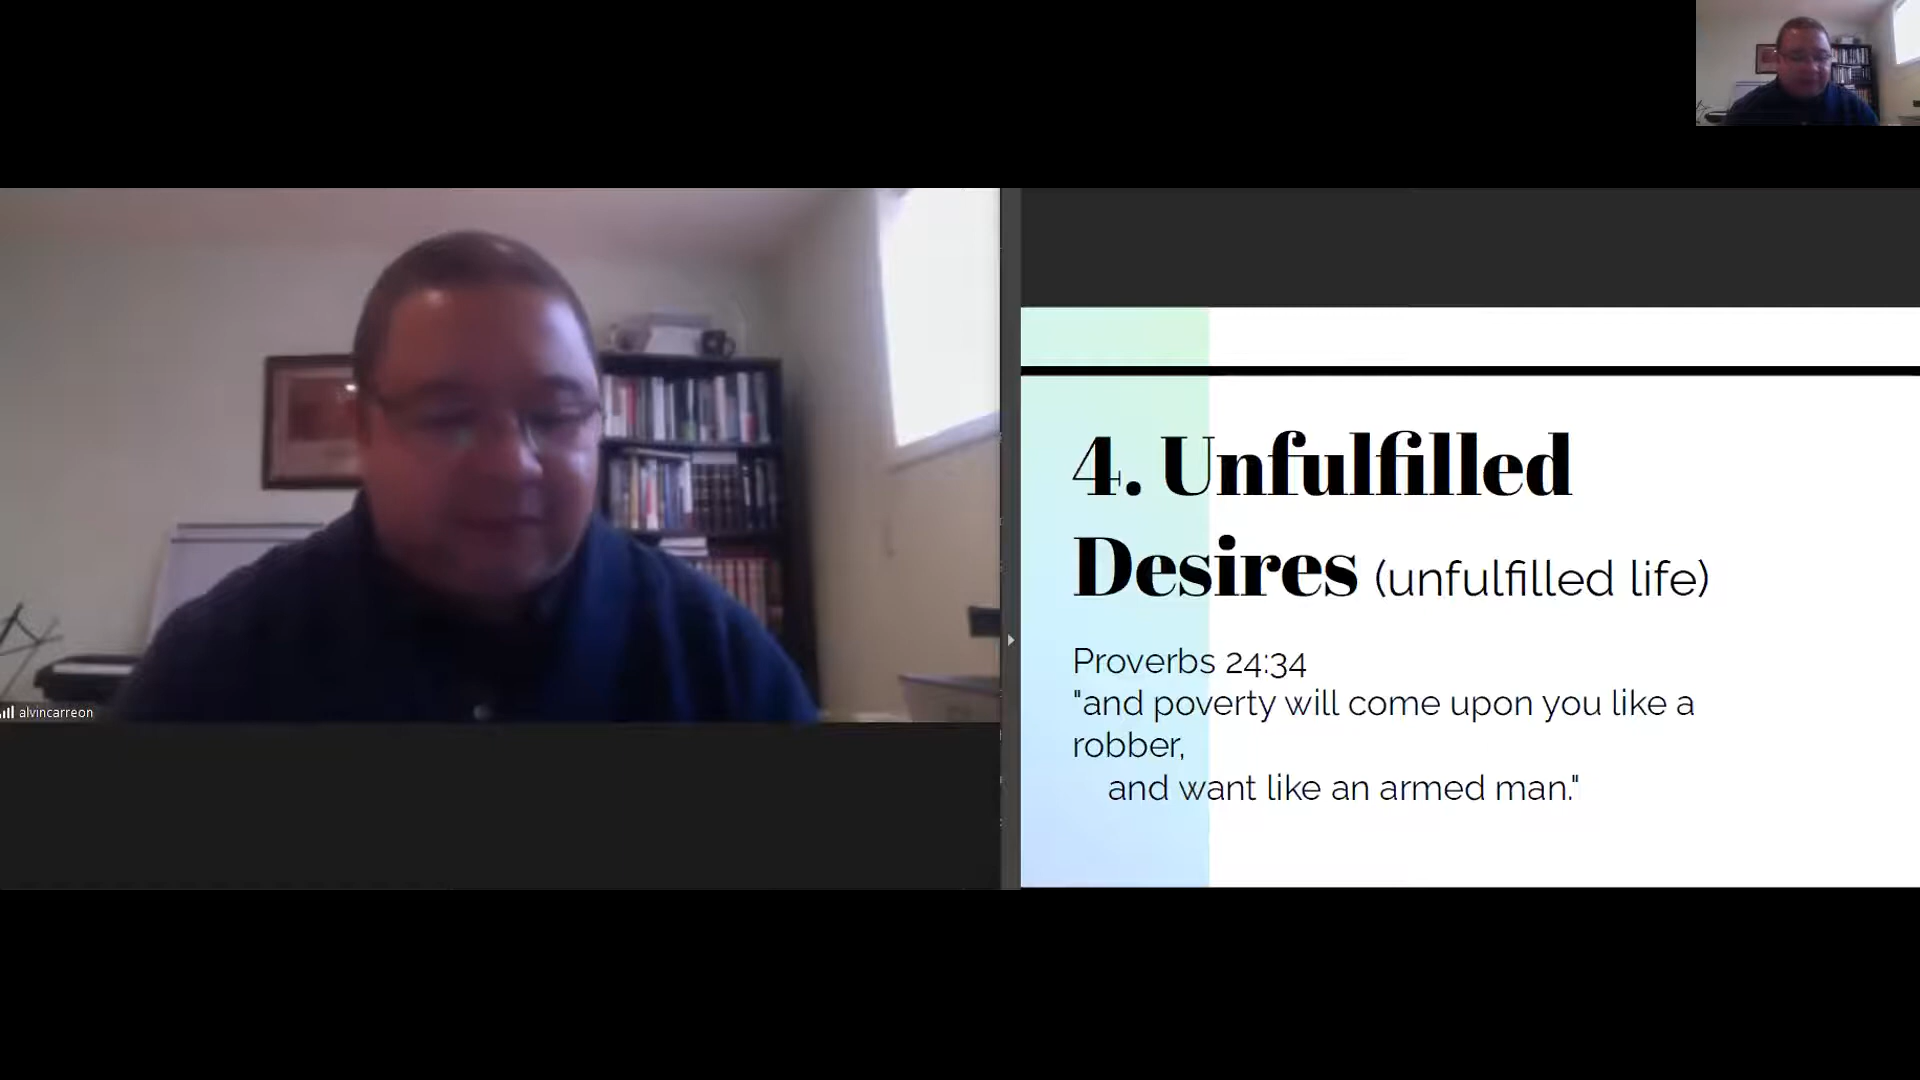 alvincarreon
4. Unfulfilled
Desires (unfulfilled life)
Proverbs 24:34
"and poverty will come upon you like a
robber,
and want like an armed man."